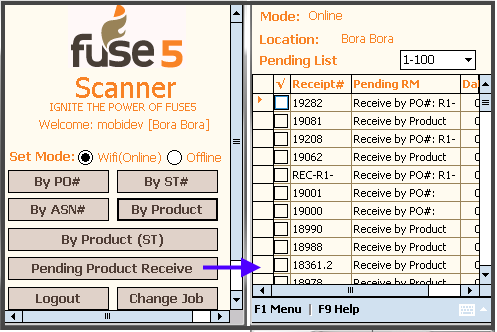 fuse 5
Scanner
IGNITE THE POWER OF FUSE5
Welcome: mobidev [Bora Bora]
Set Mode: Wifi(Online) Offline
By PO# By ST#
By ASN# By Product
By Product (ST)
Pending Product Receive
Logout Change Job
Mode: Online
Location: Bora Bora
Pending List 1-100
√ Receipt# Pending RM Da
19282 Receive by PO#: R1-
19081 Receive by Product
19208 Receive by PO#: R1-
19062 Receive by Product
REC-R1- Receive by PO#: R1-
19001 Receive by PO#:
19000 Receive by PO#:
18990 Receive by Product
18988 Receive by Product
18361.2 Receive by Product
18978 Receive by Product
F1 Menu | F9 Help